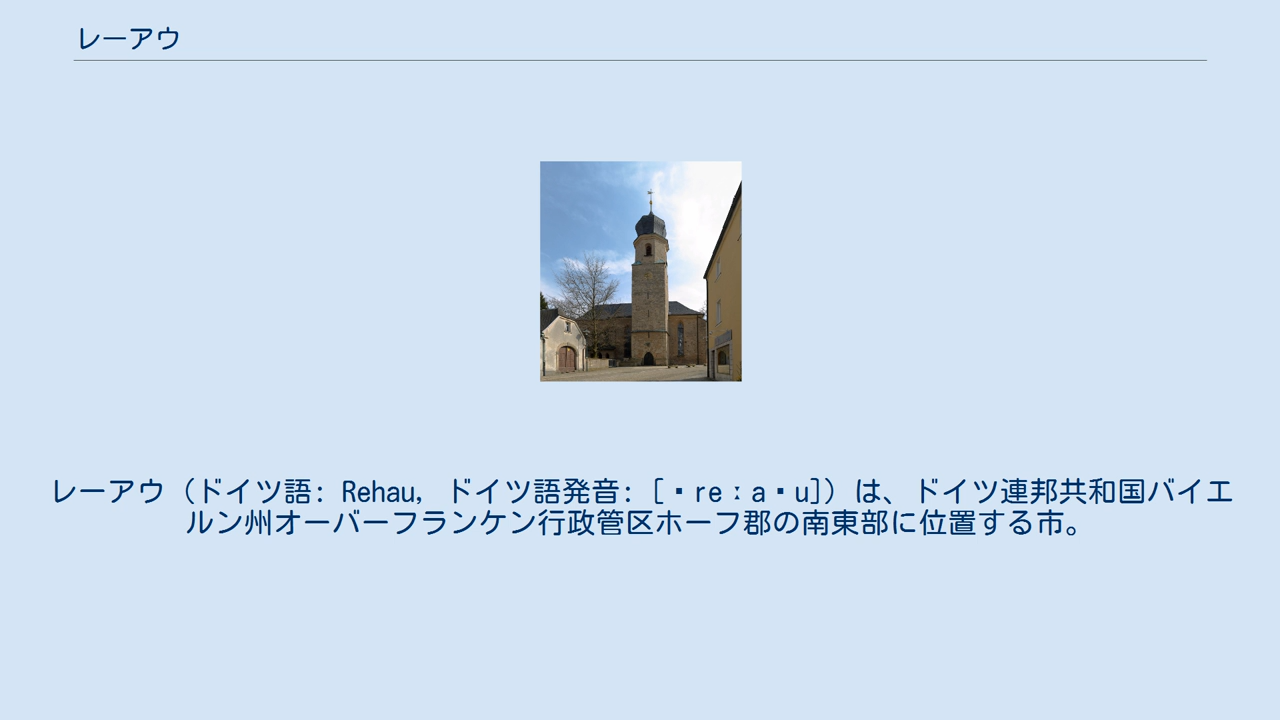 レーアウ
レーアウ（ドイツ語: Rehau, ドイツ語発音: [・reːa・u]）は、ドイツ連邦共和国バイエ
ルン州オーバーフランケン行政管区ホーフ郡の南東部に位置する市。